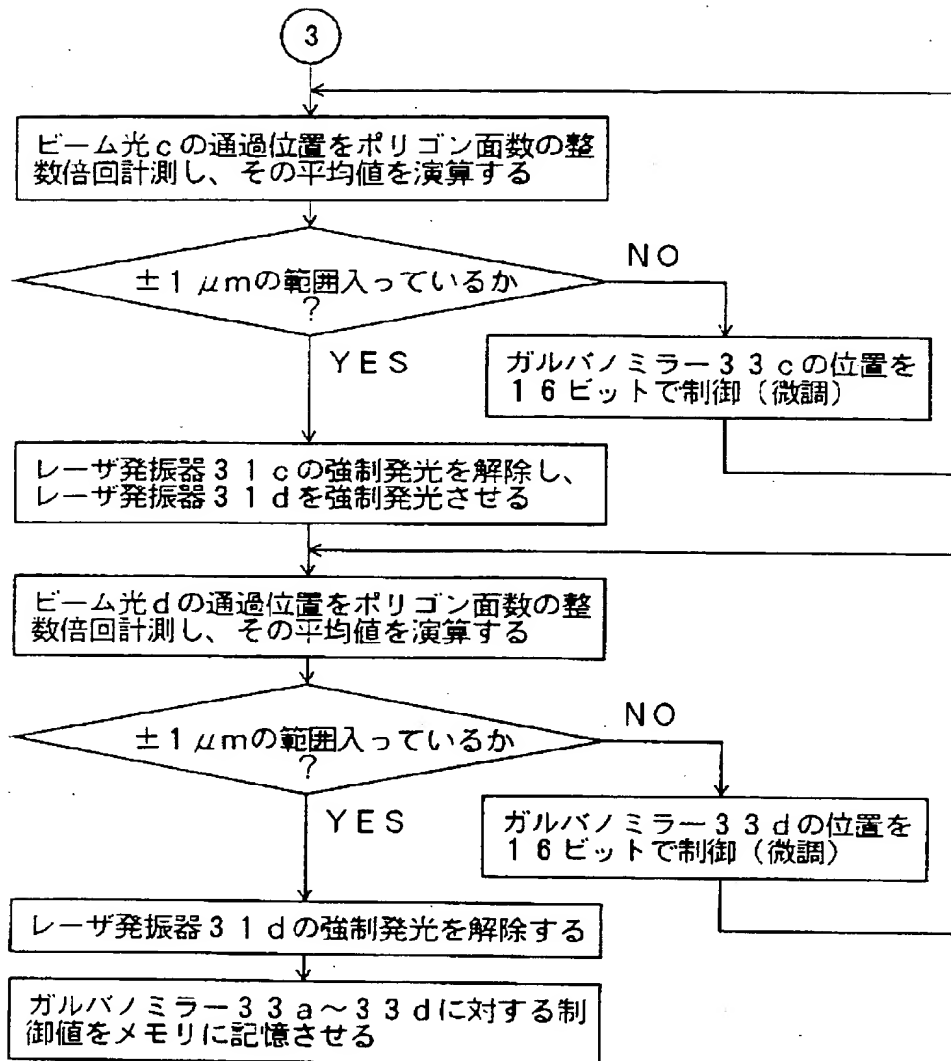 3
ビーム光cの通過位置をポリゴン面数の整
数倍回計測し、その平均値を演算する
±1μmの範囲入っているか
?
NO
YES
ガルバノミラー33cの位置を
16ビットで制御(微調)
レーザ発振器31cの強制発光を解除し、
レーザ発振器31dを強制発光させる
ビーム光dの通過位置をポリゴン面数の整
数倍回計測し、その平均値を演算する
±1μmの範囲入っているか
?
NO
YES
ガルバノミラー33dの位置を
16ビットで制御(微調)
レーザ発振器31dの強制発光を解除する
ガルバノミラー33a~33dに対する制
御値をメモリに記憶させる